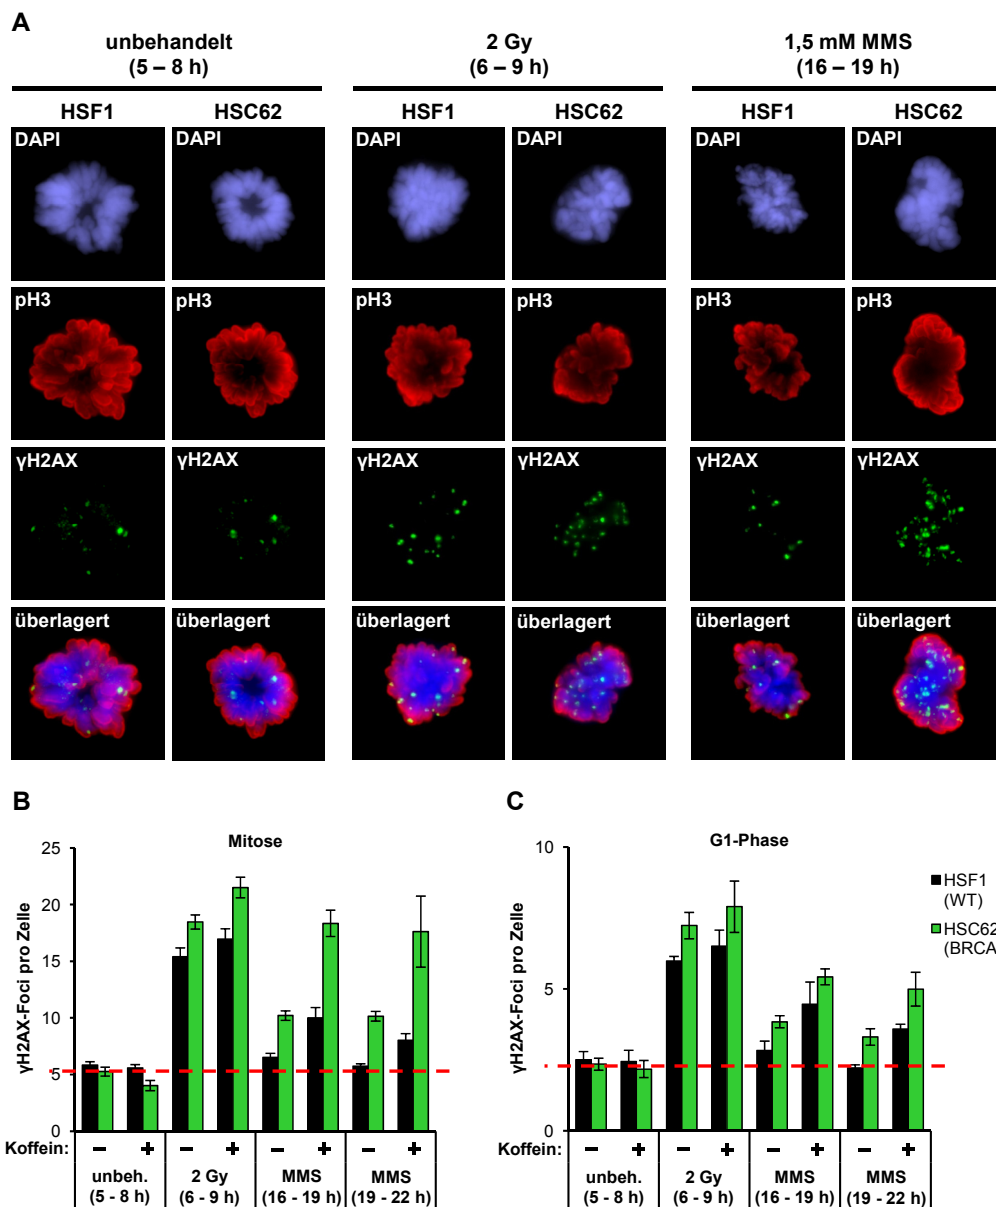 A
unbehandelt
(5 – 8 h)
2 Gy
(6 – 9 h)
1,5 mM MMS
(16 – 19 h)
HSF1
HSC62
HSF1
HSC62
HSF1
HSC62
DAPI
DAPI
DAPI
DAPI
DAPI
DAPI
pH3
pH3
pH3
pH3
pH3
pH3
γH2AX
γH2AX
γH2AX
γH2AX
γH2AX
γH2AX
überlagert
überlagert
überlagert
überlagert
überlagert
überlagert
B
Mitose
γH2AX-Foci pro Zelle
25
20
15
10
5
0
Koffein:
– + – + – + – +
unbeh.
(5 - 8 h)
2 Gy
(6 - 9 h)
MMS
(16 - 19 h)
MMS
(19 - 22 h)
C
G1-Phase
γH2AX-Foci pro Zelle
10
5
0
HSF1
(WT)
HSC62
(BRCA
Koffein:
– + – + – + – +
unbeh.
(5 - 8 h)
2 Gy
(6 - 9 h)
MMS
(16 - 19 h)
MMS
(19 - 22 h)